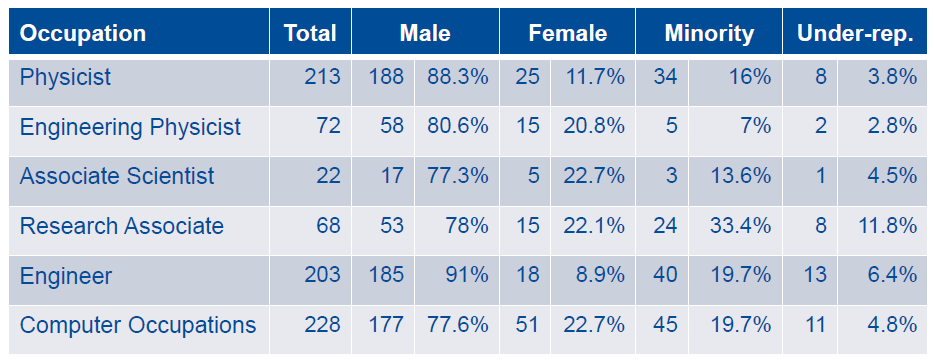 Occupation Total Male Female Minority Under-rep.
Physicist 213 188 88.3% 25 11.7% 34 16% 8 3.8%
Engineering Physicist 72 58 80.6% 15 20.8% 5 7% 2 2.8%
Associate Scientist 22 17 77.3% 5 22.7% 3 13.6% 1 4.5%
Research Associate 68 53 78% 15 22.1% 24 33.4% 8 11.8%
Engineer 203 185 91% 18 8.9% 40 19.7% 13 6.4%
Computer Occupations 228 177 77.6% 51 22.7% 45 19.7% 11 4.8%